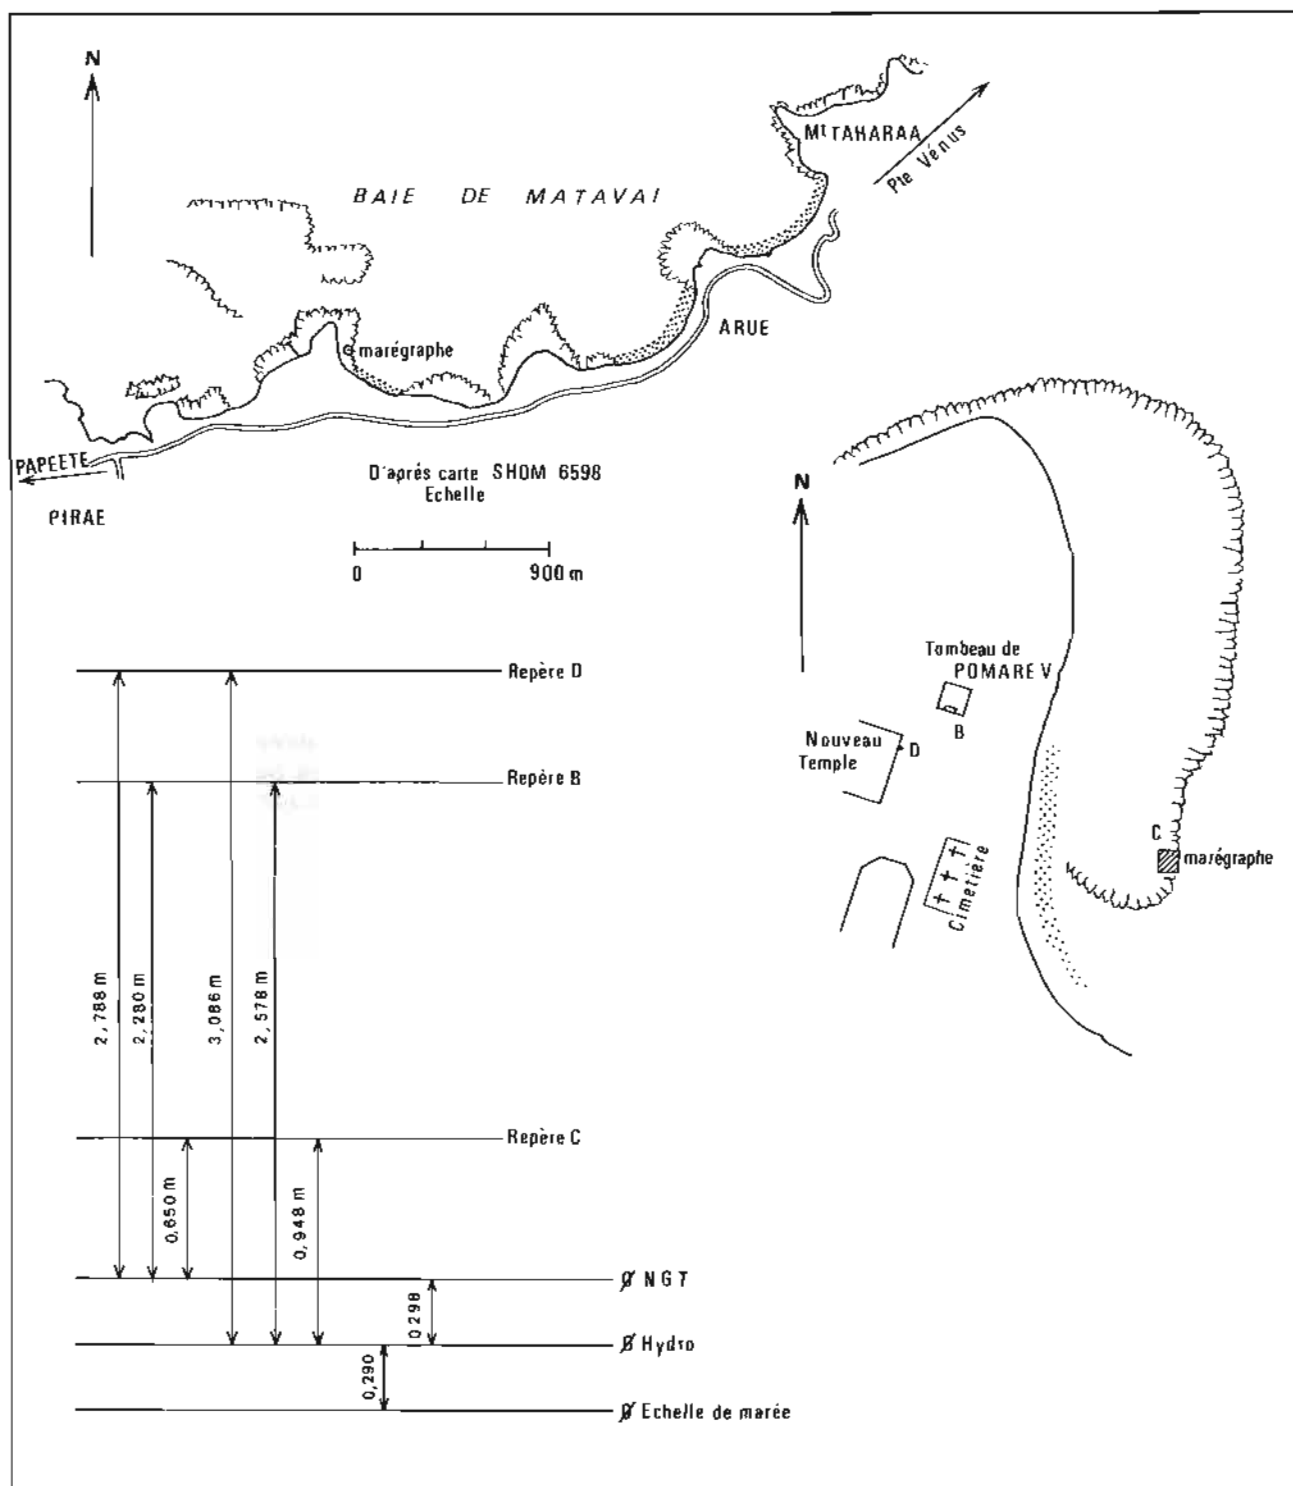 N
Mt TAHARAA
Pte Vénus
BAIE DE MATAVAI
ARUE
marégraphe
PAPEETE
PIRAE
D'aprés carte SHOM 6598
Echelle
0 900 m
N
Tombeau de
POMARE V
B
Nouveau
Temple
D
C
marégraphe
Cimetière
Repère D
Repère B
2,788 m
2,280 m
3,086 m
2,578 m
Repère C
0,650 m
0,948 m
Ø NGT
0,298
Ø Hydro
0,290
Ø Echelle de marée